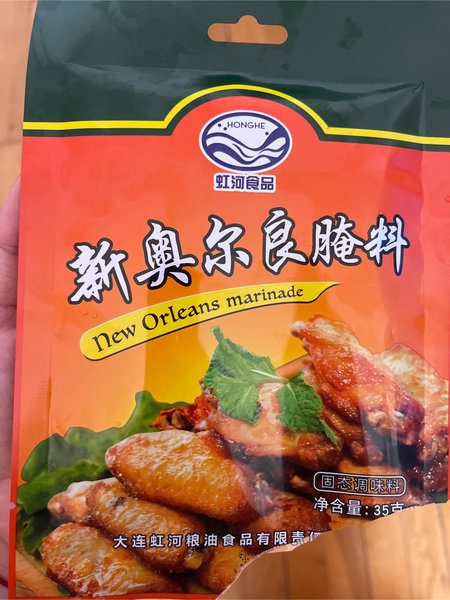 HONGHE
虹河食品
新奥尔良腌料
New Orleans marinade
固态调味料
净含量:35克
大连虹河粮油食品有限责